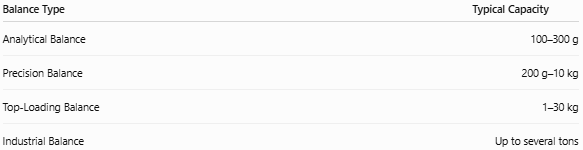 Balance Type Typical Capacity
Analytical Balance 100–300 g
Precision Balance 200 g–10 kg
Top-Loading Balance 1–30 kg
Industrial Balance Up to several tons